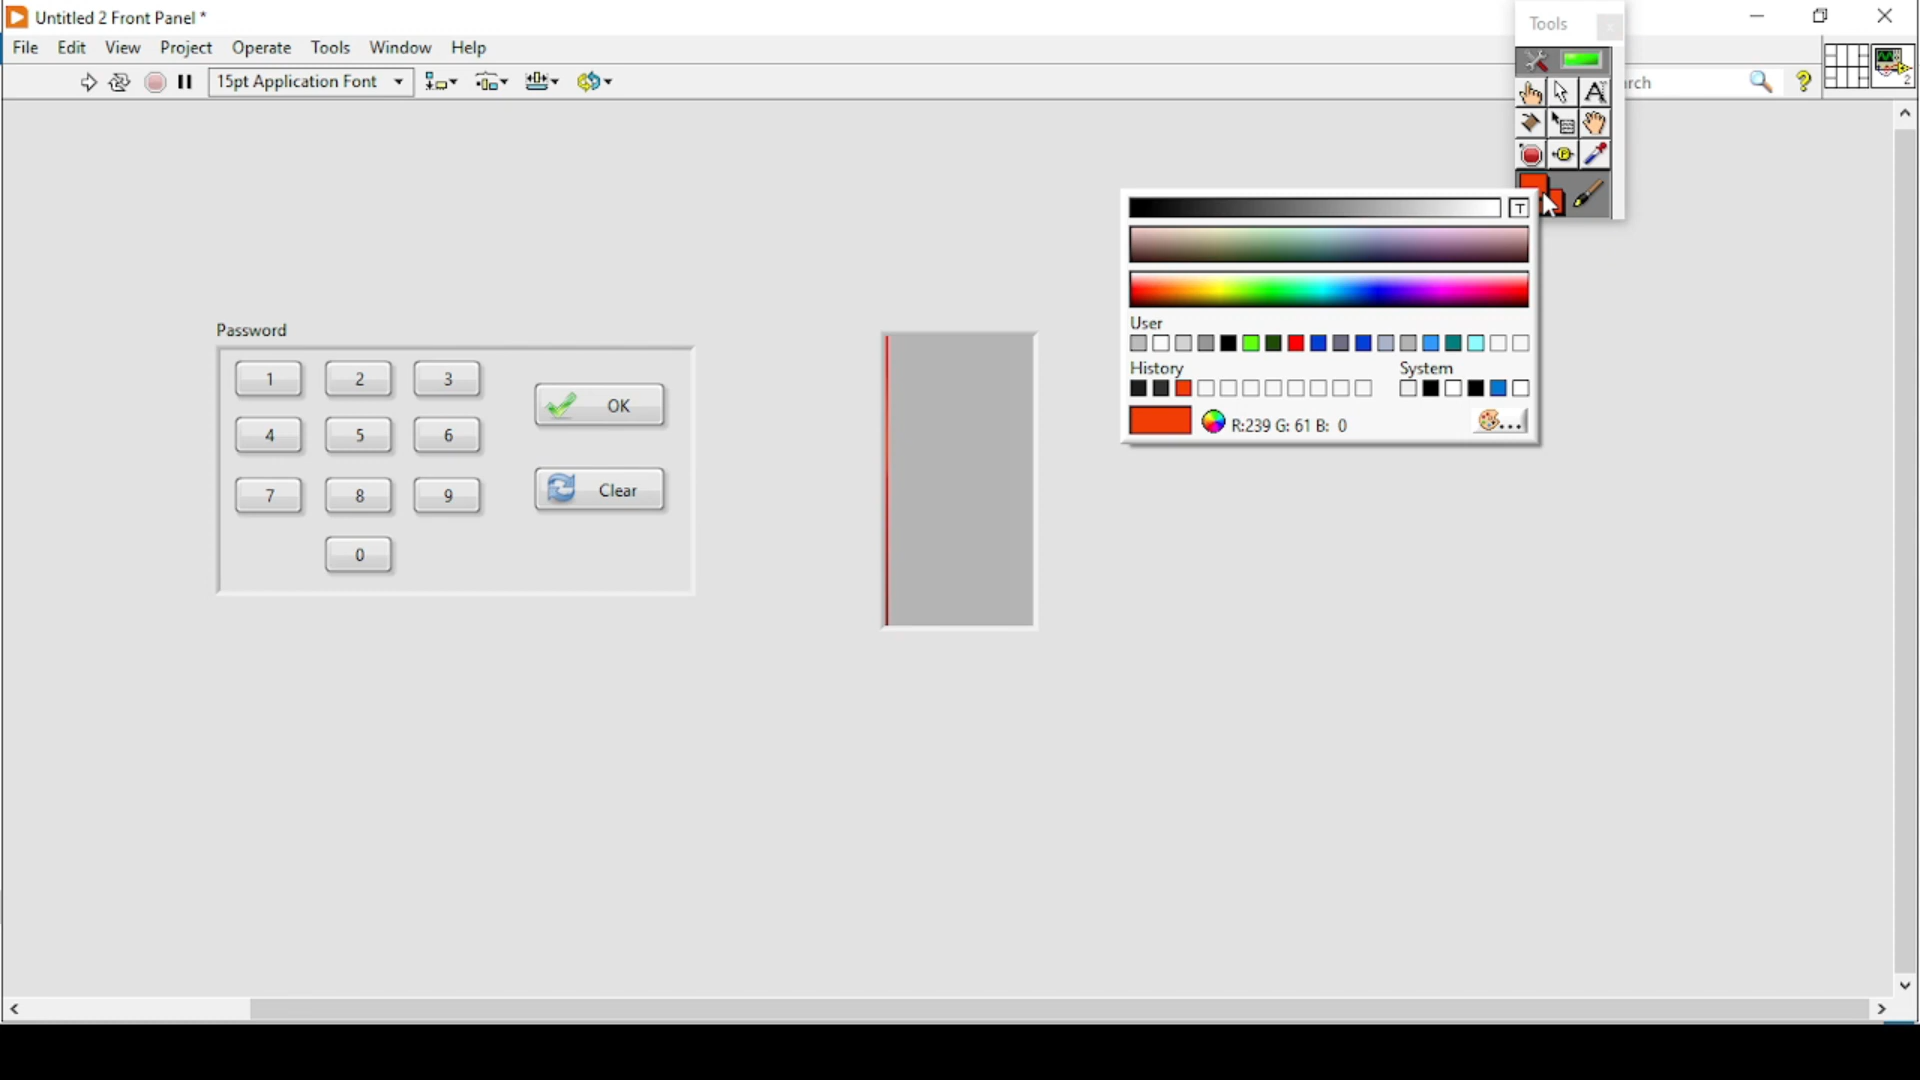 Untitled 2 Front Panel *
Tools
File Edit View Project Operate Tools Window Help
15pt Application Font
rch
?
2
T
User
History System
R:239 G: 61 B: 0
...
Password
1 2 3
OK
4 5 6
Clear
7 8 9
0